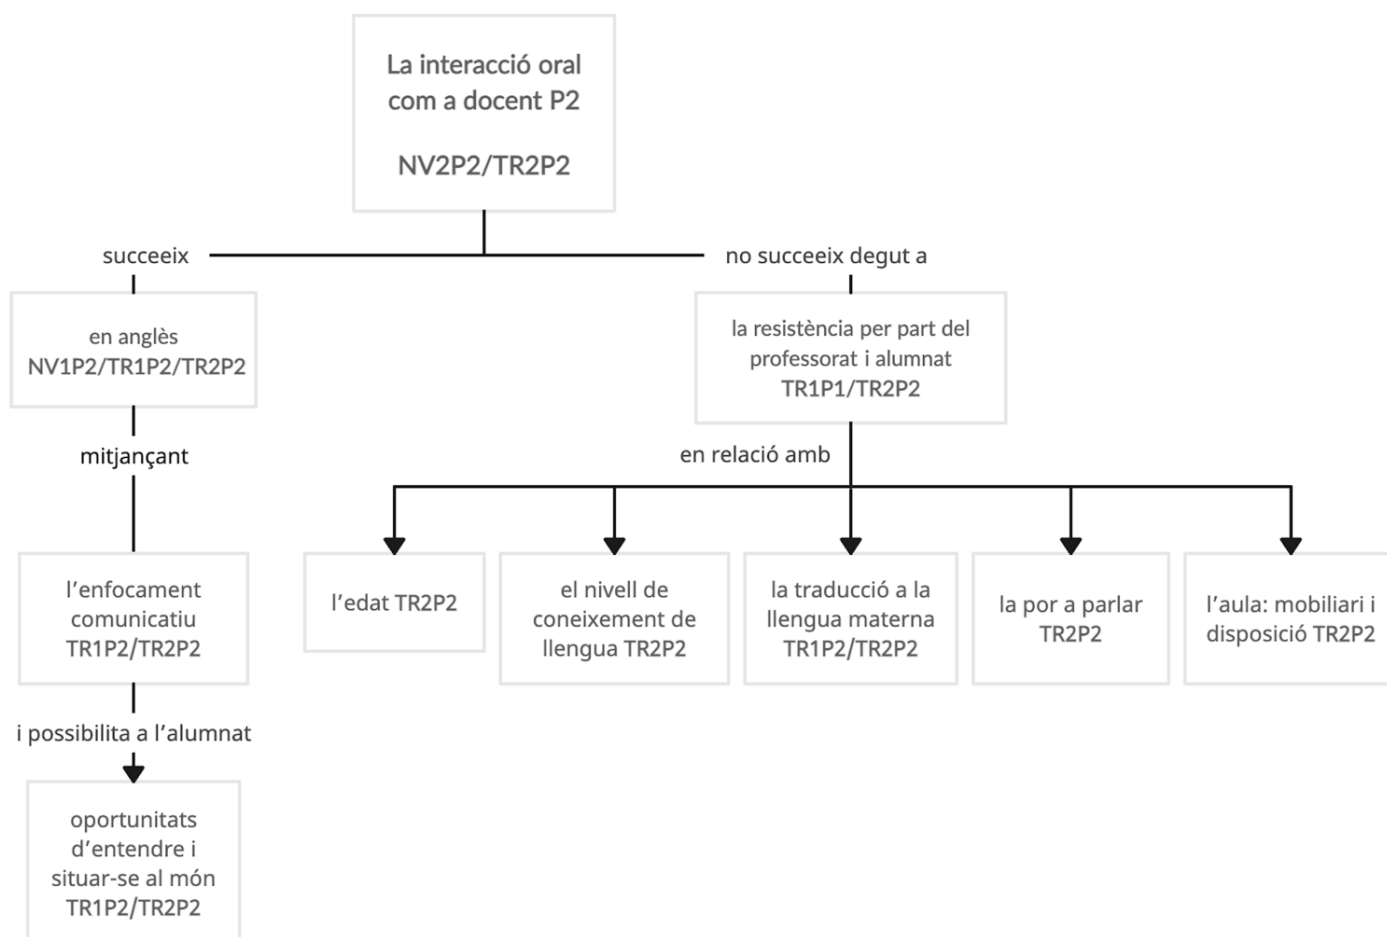 La interacció oral
com a docent P2
NV2P2/TR2P2
succeeix
no succeeix degut a
en anglès
NV1P2/TR1P2/TR2P2
la resistència per part del
professorat i alumnat
TR1P1/TR2P2
mitjançant
en relació amb
l'enfocament
comunicatiu
TR1P2/TR2P2
l'edat TR2P2
el nivell de
coneixement de
llengua TR2P2
la traducció a la
llengua materna
TR1P2/TR2P2
la por a parlar
TR2P2
l'aula: mobiliari i
disposició TR2P2
i possibilita a l'alumnat
oportunitats
d'entendre i
situar-se al món
TR1P2/TR2P2